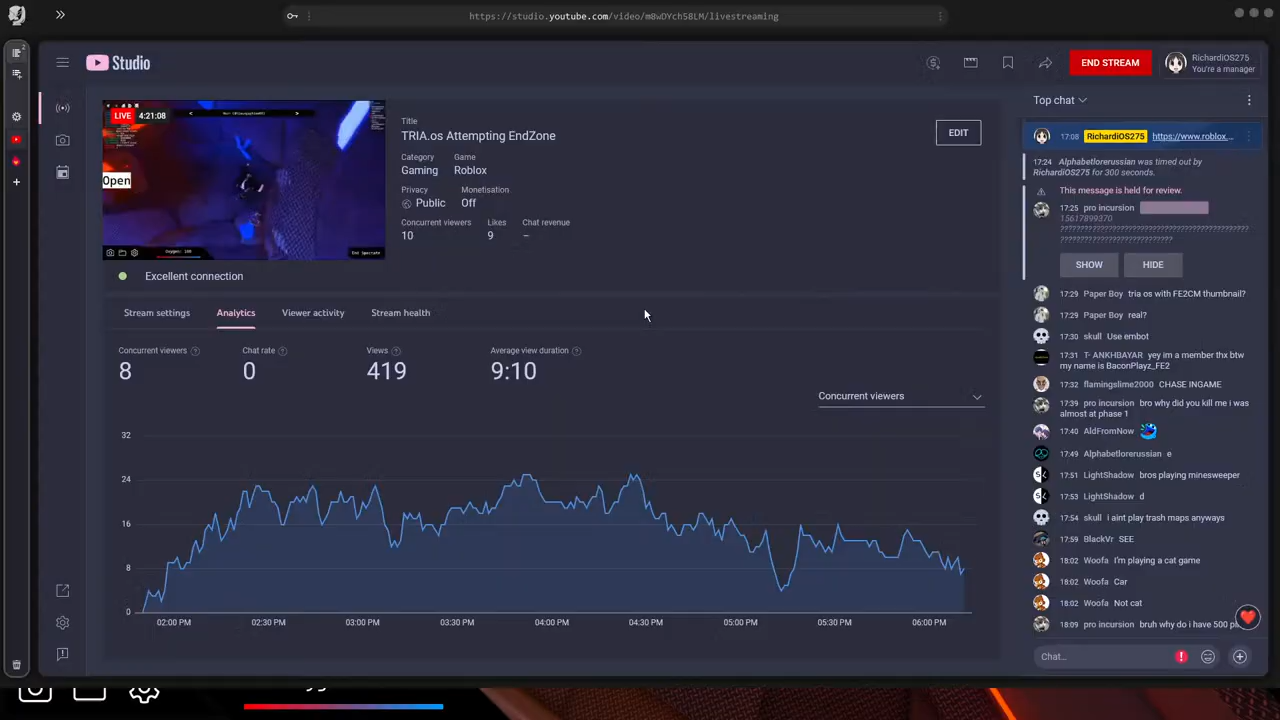 https://studio.youtube.com/video/m8wDYch58LM/livestreaming
2
Studio
END STREAM
RichardiOS275
You're a manager
LIVE 4:21:08
Open
Oxygen: 100
End Spectate
Title
TRIA.os Attempting EndZone
EDIT
Category Game
Gaming Roblox
Privacy Monetisation
Public Off
Concurrent viewers Likes Chat revenue
10 9 –
Excellent connection
Stream settings Analytics Viewer activity Stream health
Concurrent viewers Chat rate Views Average view duration
8 0 419 9:10
Concurrent viewers
32
24
16
8
0
02:00 PM 02:30 PM 03:00 PM 03:30 PM 04:00 PM 04:30 PM 05:00 PM 05:30 PM 06:00 PM
Top chat
17:08 RichardiOS275 https://www.roblox...
17:24 Alphabetlorerussian was timed out by
RichardiOS275 for 300 seconds.
This message is held for review.
17:25 pro incursion
15617899370
SHOW HIDE
17:29 Paper Boy tria os with FE2CM thumbnail?
17:29 Paper Boy real?
17:30 skull Use embot
17:31 T- ANKHBAYAR yey im a member thx btw
my name is BaconPlayz_FE2
17:32 flamingslime2000 CHASE INGAME
17:39 pro incursion bro why did you kill me i was
almost at phase 1
17:40 AldFromNow
17:49 Alphabetlorerussian e
17:51 LightShadow bros playing minesweeper
17:53 LightShadow d
17:54 skull i aint play trash maps anyways
17:59 BlackVr SEE
18:02 Woofa I'm playing a cat game
18:02 Woofa Car
18:02 Woofa Not cat
18:09 pro incursion bruh why do i have 500
Chat...